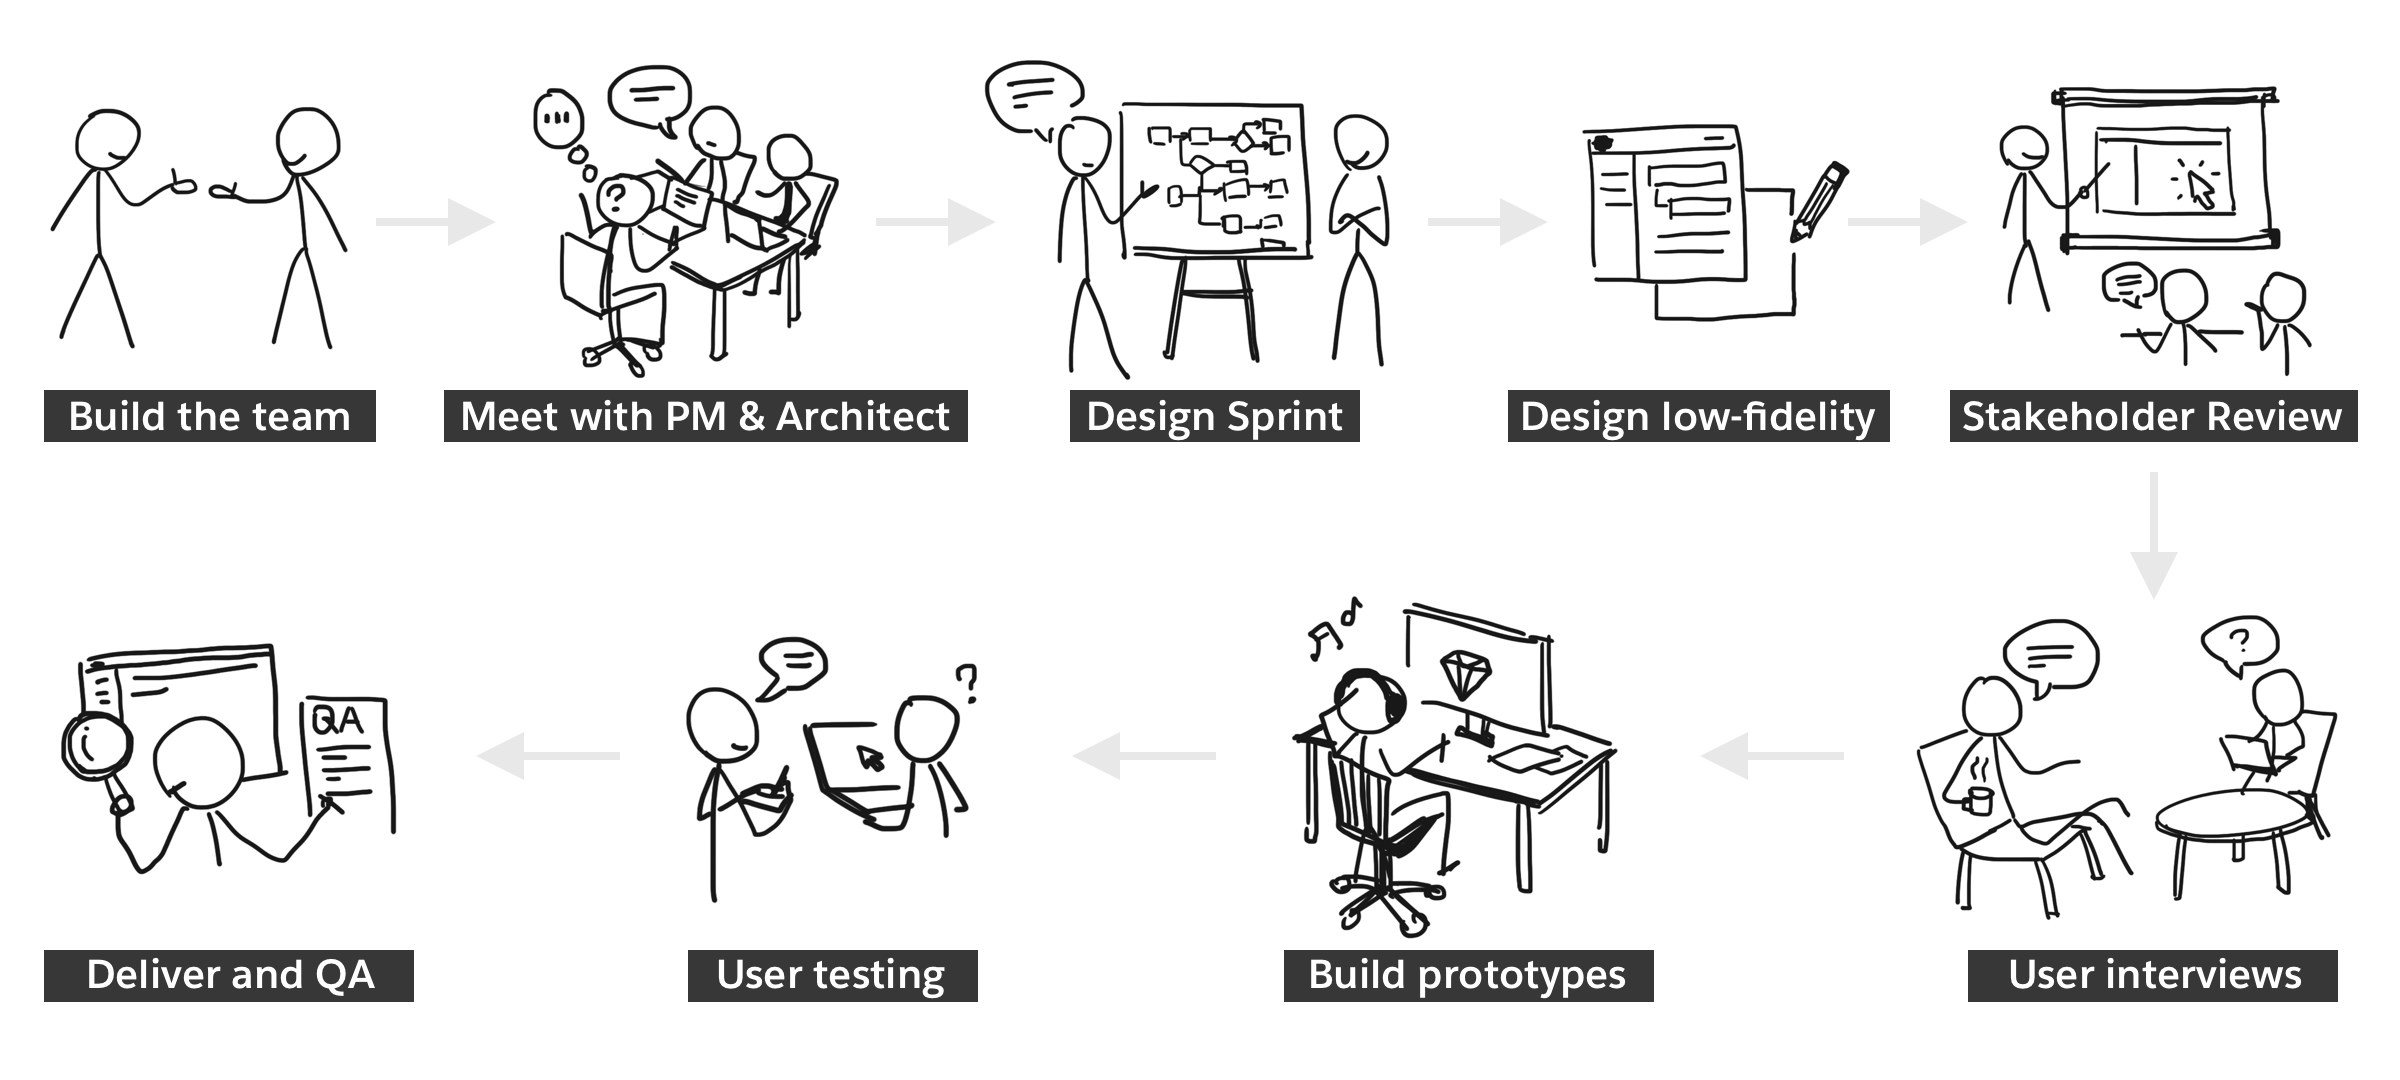 Build the team
Meet with PM & Architect
Design Sprint
Design low-fidelity
Stakeholder Review
?
?
?
QA
Deliver and QA
User testing
Build prototypes
User interviews